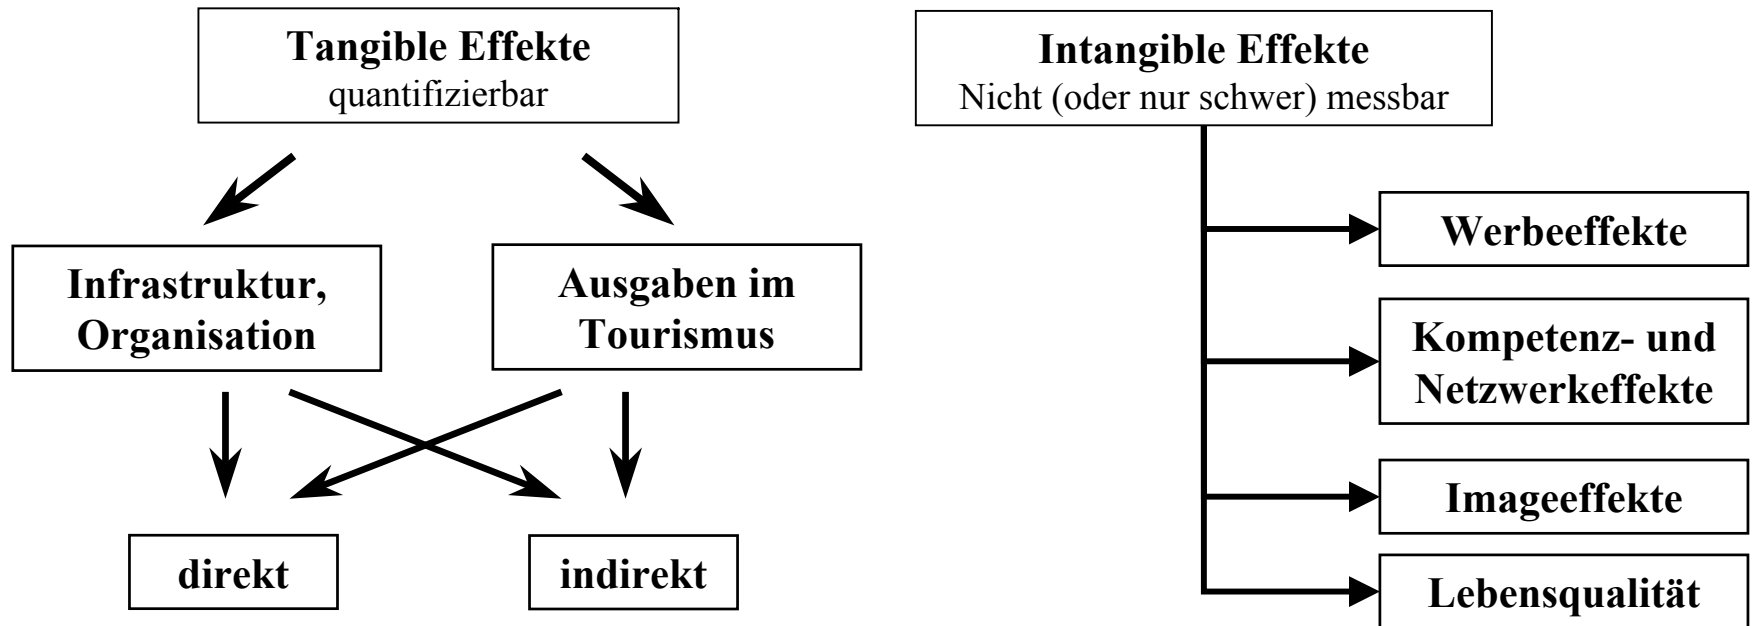 Tangible Effekte
quantifizierbar
Infrastruktur,
Organisation
Ausgaben im
Tourismus
direkt
indirekt
Intangible Effekte
Nicht (oder nur schwer) messbar
Werbeeffekte
Kompetenz- und
Netzwerkeffekte
Imageeffekte
Lebensqualität